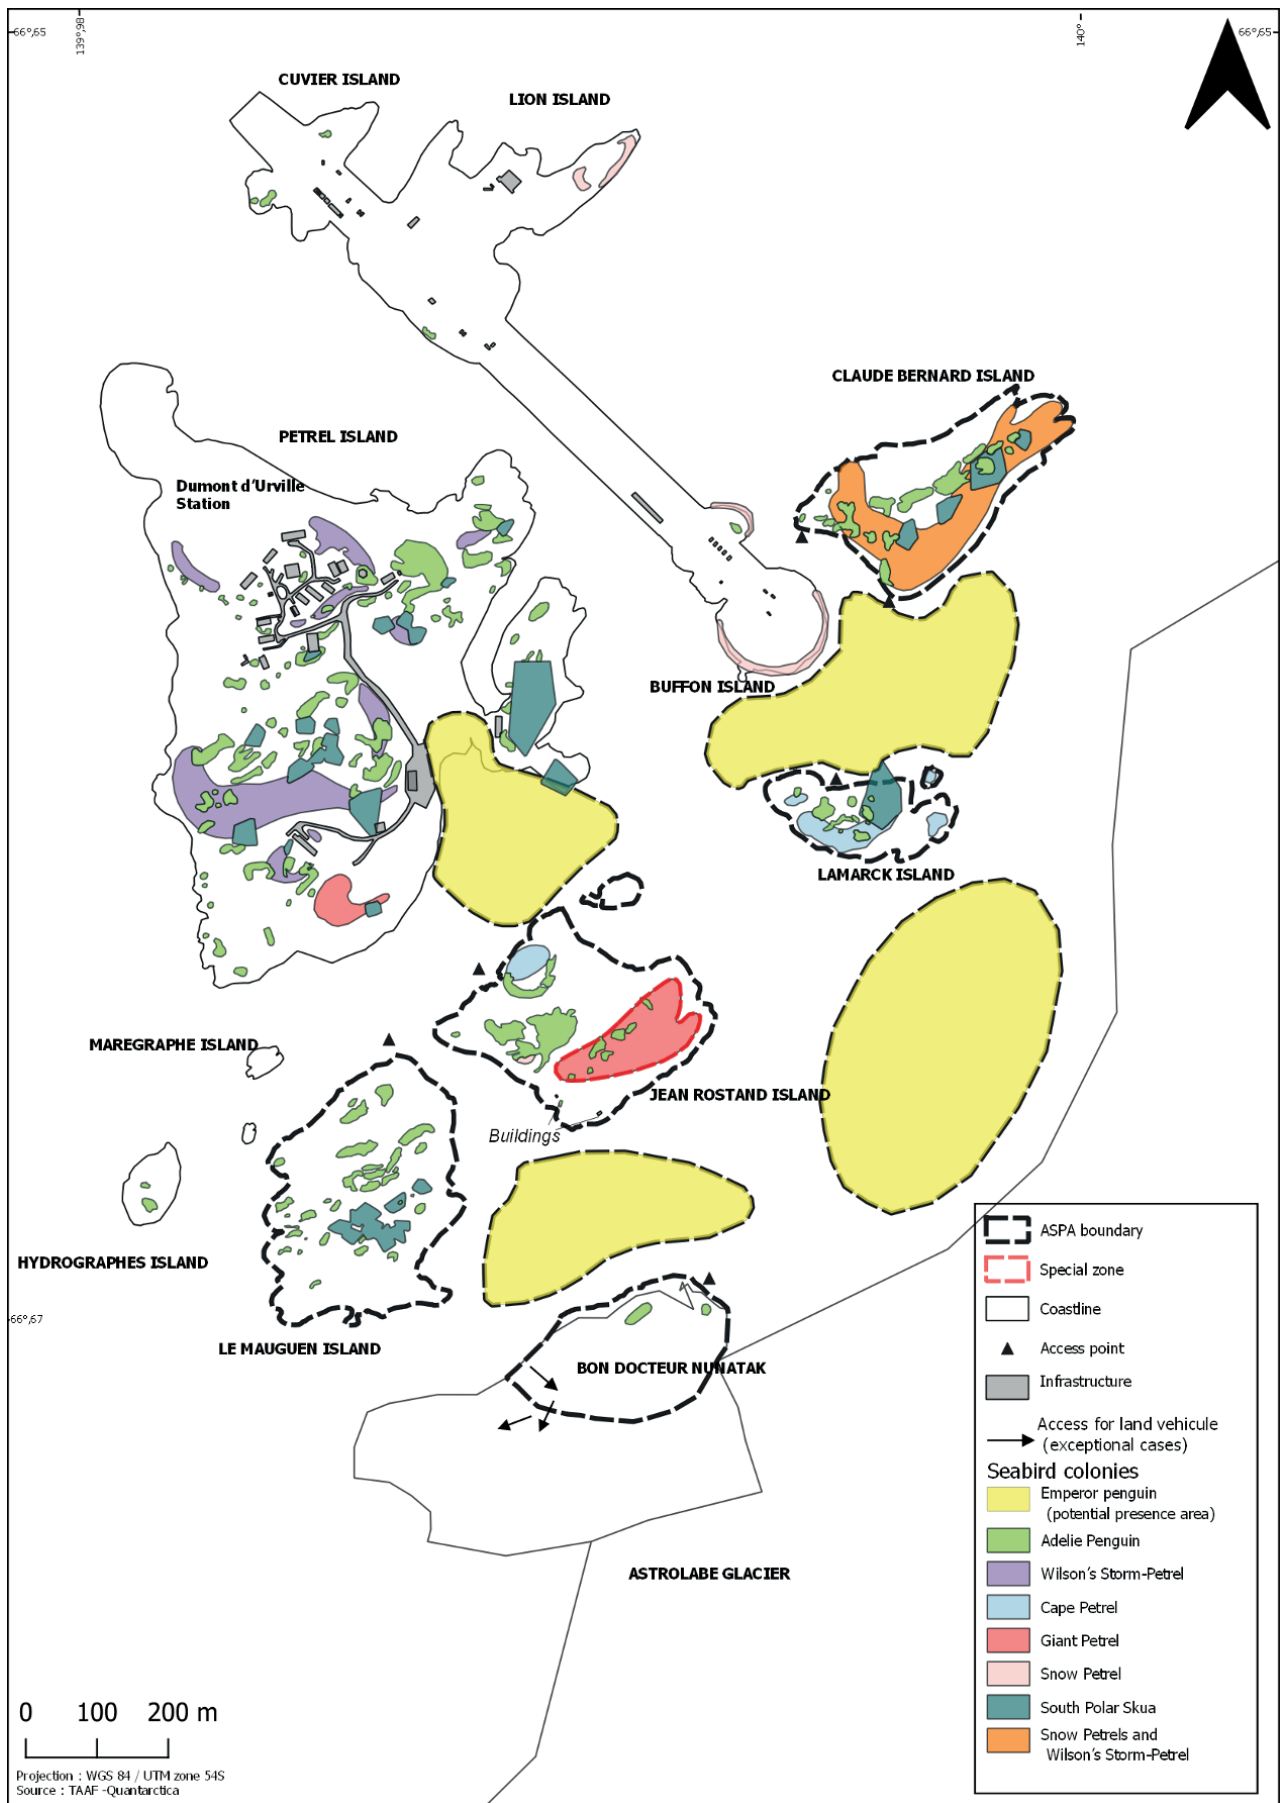 66°,65
139°,98
140°
66°,65
CUVIER ISLAND
LION ISLAND
CLAUDE BERNARD ISLAND
PETREL ISLAND
Dumont d'Urville
Station
BUFFON ISLAND
LAMARCK ISLAND
MAREGRAPHE ISLAND
JEAN ROSTAND ISLAND
Buildings
HYDROGRAPHES ISLAND
66°,67
LE MAUGUEN ISLAND
BON DOCTEUR NUNATAK
ASTROLABE GLACIER
ASPA boundary
Special zone
Coastline
Access point
Infrastructure
Access for land vehicule
(exceptional cases)
Seabird colonies
Emperor penguin
(potential presence area)
Adelie Penguin
Wilson's Storm-Petrel
Cape Petrel
Giant Petrel
Snow Petrel
South Polar Skua
Snow Petrels and
Wilson's Storm-Petrel
0 100 200 m
Projection : WGS 84 / UTM zone 54S
Source : TAAF -Quantarctica